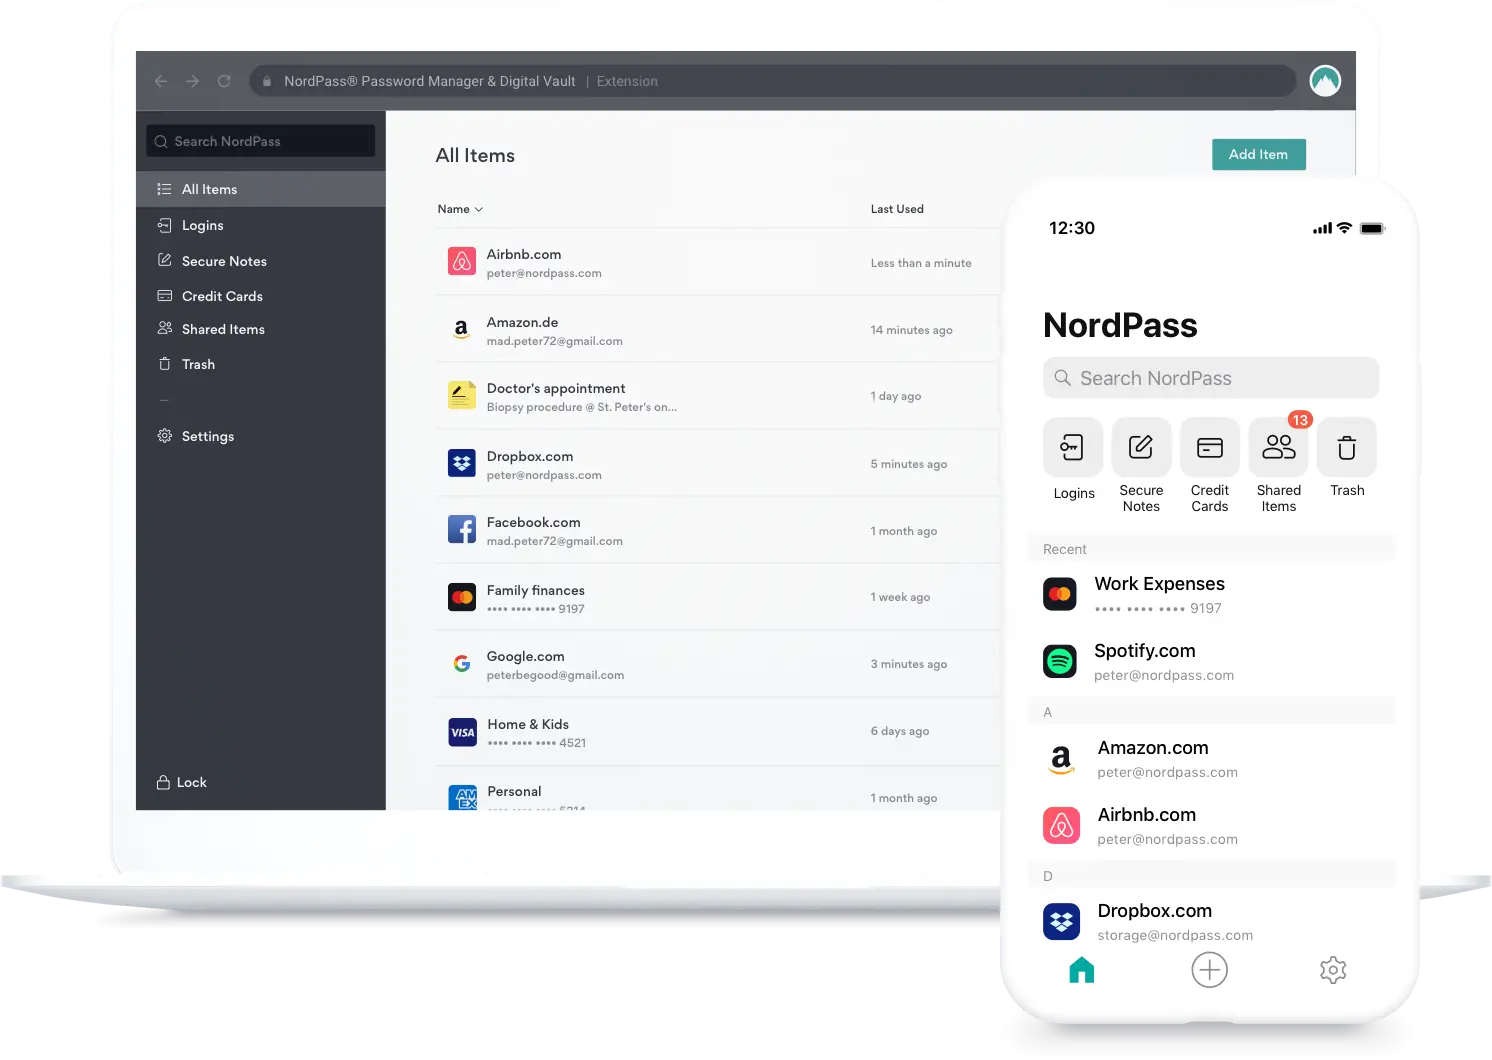 NordPass® Password Manager & Digital Vault | Extension
Search NordPass
All Items
Logins
Secure Notes
Credit Cards
Shared Items
Trash
Settings
Lock
All Items
Add Item
Name
Last Used
Airbnb.com
peter@nordpass.com
Less than a minute
Amazon.de
mad.peter72@gmail.com
14 minutes ago
Doctor's appointment
Biopsy procedure @ St. Peter's on...
1 day ago
Dropbox.com
peter@nordpass.com
5 minutes ago
Facebook.com
mad.peter72@gmail.com
1 month ago
Family finances
•••• •••• •••• 9197
1 week ago
Google.com
peterbegood@gmail.com
3 minutes ago
VISA
Home & Kids
•••• •••• •••• 4521
6 days ago
AM
EX
Personal
1 month ago
12:30
NordPass
Search NordPass
13
Logins
Secure
Notes
Credit
Cards
Shared
Items
Trash
Recent
Work Expenses
•••• •••• •••• 9197
Spotify.com
peter@nordpass.com
A
Amazon.com
peter@nordpass.com
Airbnb.com
peter@nordpass.com
D
Dropbox.com
storage@nordpass.com